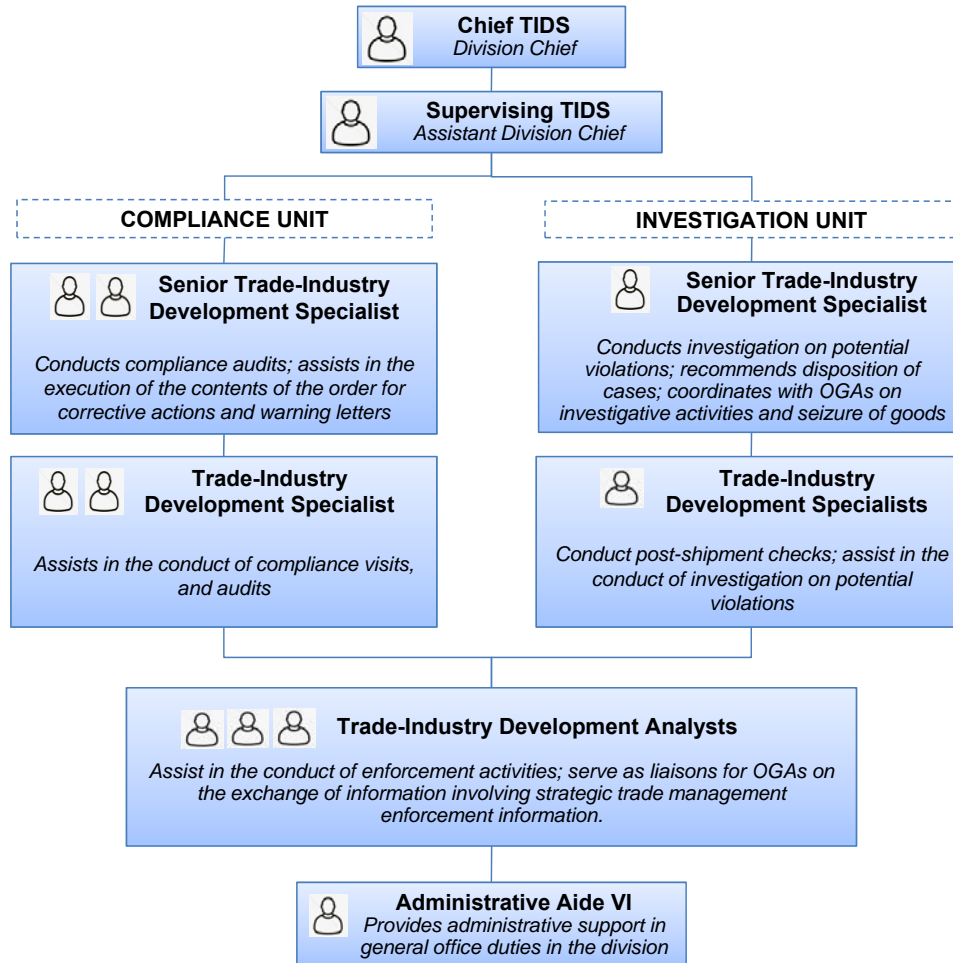 Chief TIDS
Division Chief
Supervising TIDS
Assistant Division Chief
COMPLIANCE UNIT
Senior Trade-Industry
Development Specialist
Conducts compliance audits; assists in the
execution of the contents of the order for
corrective actions and warning letters
Trade-Industry
Development Specialist
Assists in the conduct of compliance visits,
and audits
INVESTIGATION UNIT
Senior Trade-Industry
Development Specialist
Conducts investigation on potential
violations; recommends disposition of
cases; coordinates with OGAs on
investigative activities and seizure of goods
Trade-Industry
Development Specialists
Conduct post-shipment checks; assist in the
conduct of investigation on potential
violations
Trade-Industry Development Analysts
Assist in the conduct of enforcement activities; serve as liaisons for OGAs on
the exchange of information involving strategic trade management
enforcement information.
Administrative Aide VI
Provides administrative support in
general office duties in the division